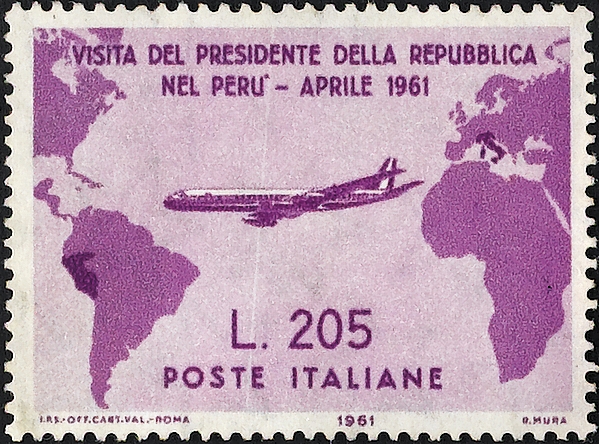 VISITA DEL PRESIDENTE DELLA REPUBBLICA
NEL PERU' - APRILE 1961
L. 205
POSTE ITALIANE
I.P.S.-OFF.CART.VAL.-ROMA 1961 R.MURA